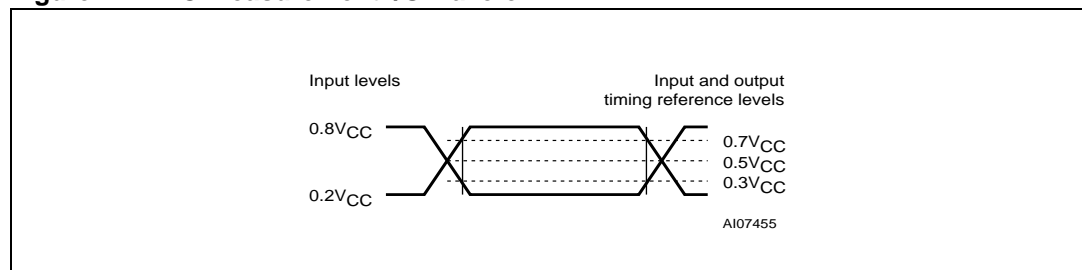 Input levels
Input and output
timing reference levels
0.8VCC
0.7VCC
0.5VCC
0.3VCC
0.2VCC
AI07455